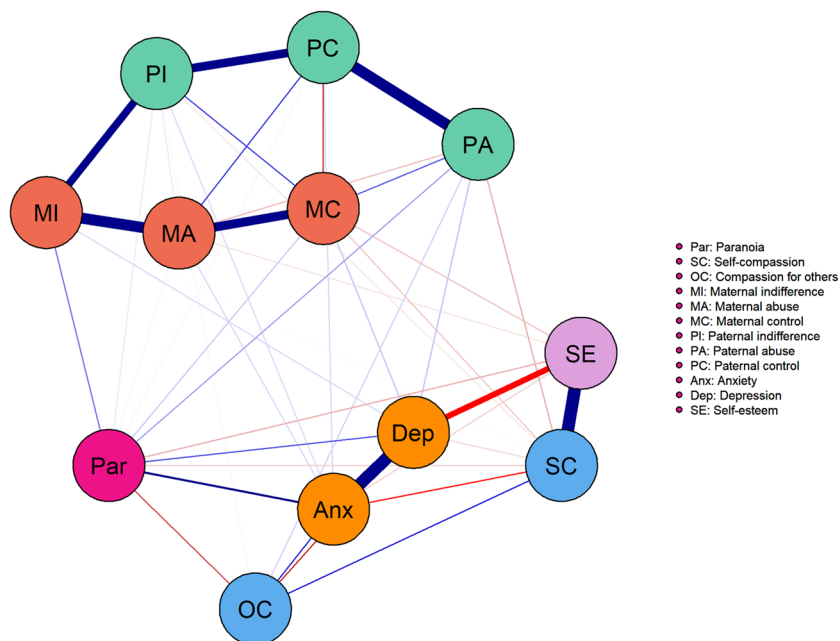 PC
PI
PA
MI
MA
MC
SE
Dep
Par
SC
Anx
OC
Par: Paranoia
SC: Self-compassion
OC: Compassion for others
MI: Maternal indifference
MA: Maternal abuse
MC: Maternal control
PI: Paternal indifference
PA: Paternal abuse
PC: Paternal control
Anx: Anxiety
Dep: Depression
SE: Self-esteem